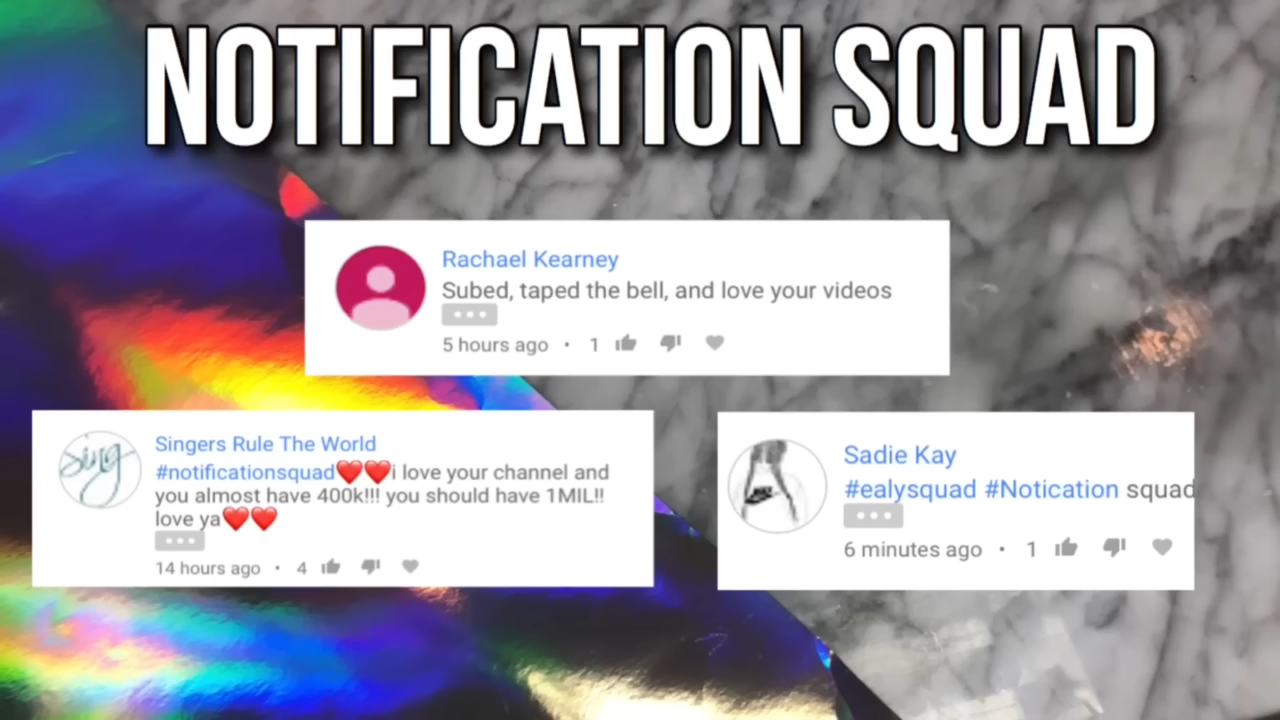 NOTIFICATION SQUAD
Rachael Kearney
Subed, taped the bell, and love your videos
5 hours ago · 1
Singers Rule The World
#notificationsquad❤️❤️i love your channel and
you almost have 400k!!! you should have 1MIL!!
love ya❤️❤️
14 hours ago · 4
Sadie Kay
#ealysquad #Notication squad
6 minutes ago · 1